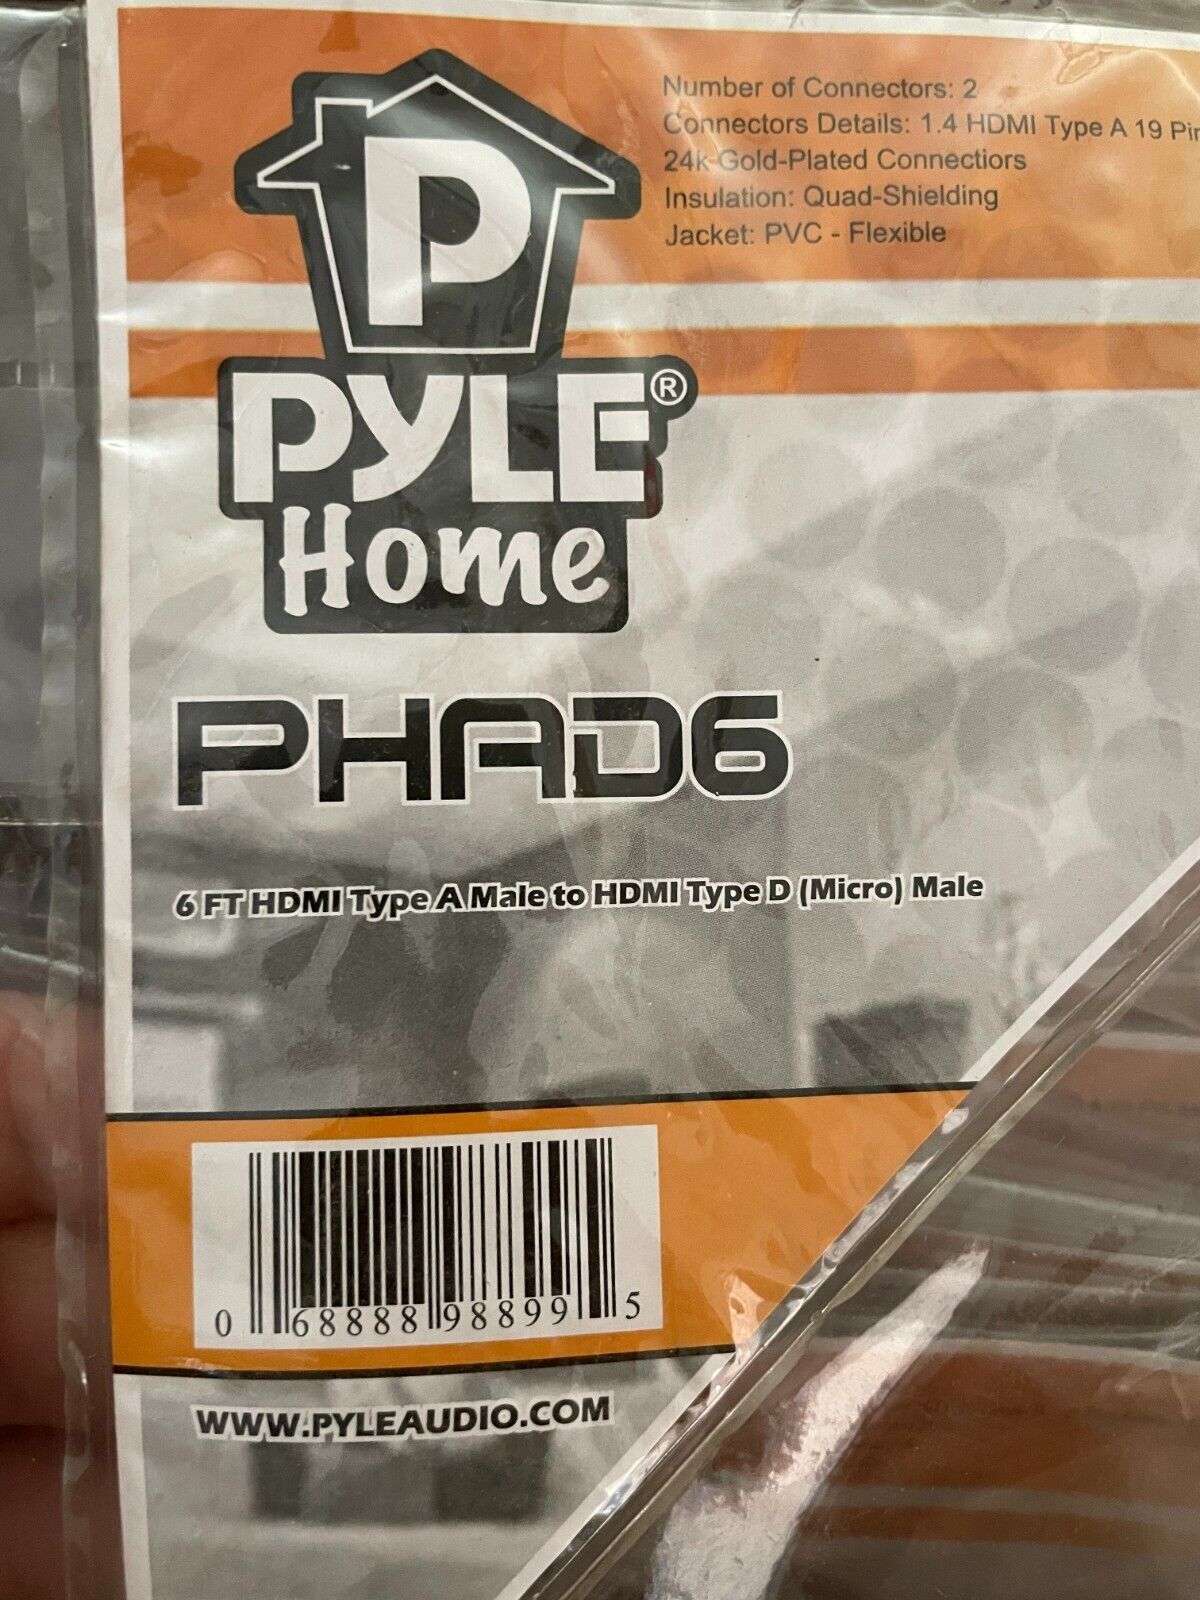 Number of Connectors: 2
Connectors Details: 1.4 HDMI Type A 19 Pin
24k Gold-Plated Connectiors
Insulation: Quad-Shielding
Jacket: PVC - Flexible
P
PYLE®
Home
PHAD6
6 FT HDMI Type A Male to HDMI Type D (Micro) Male
0 68888 98899 5
WWW.PYLEAUDIO.COM